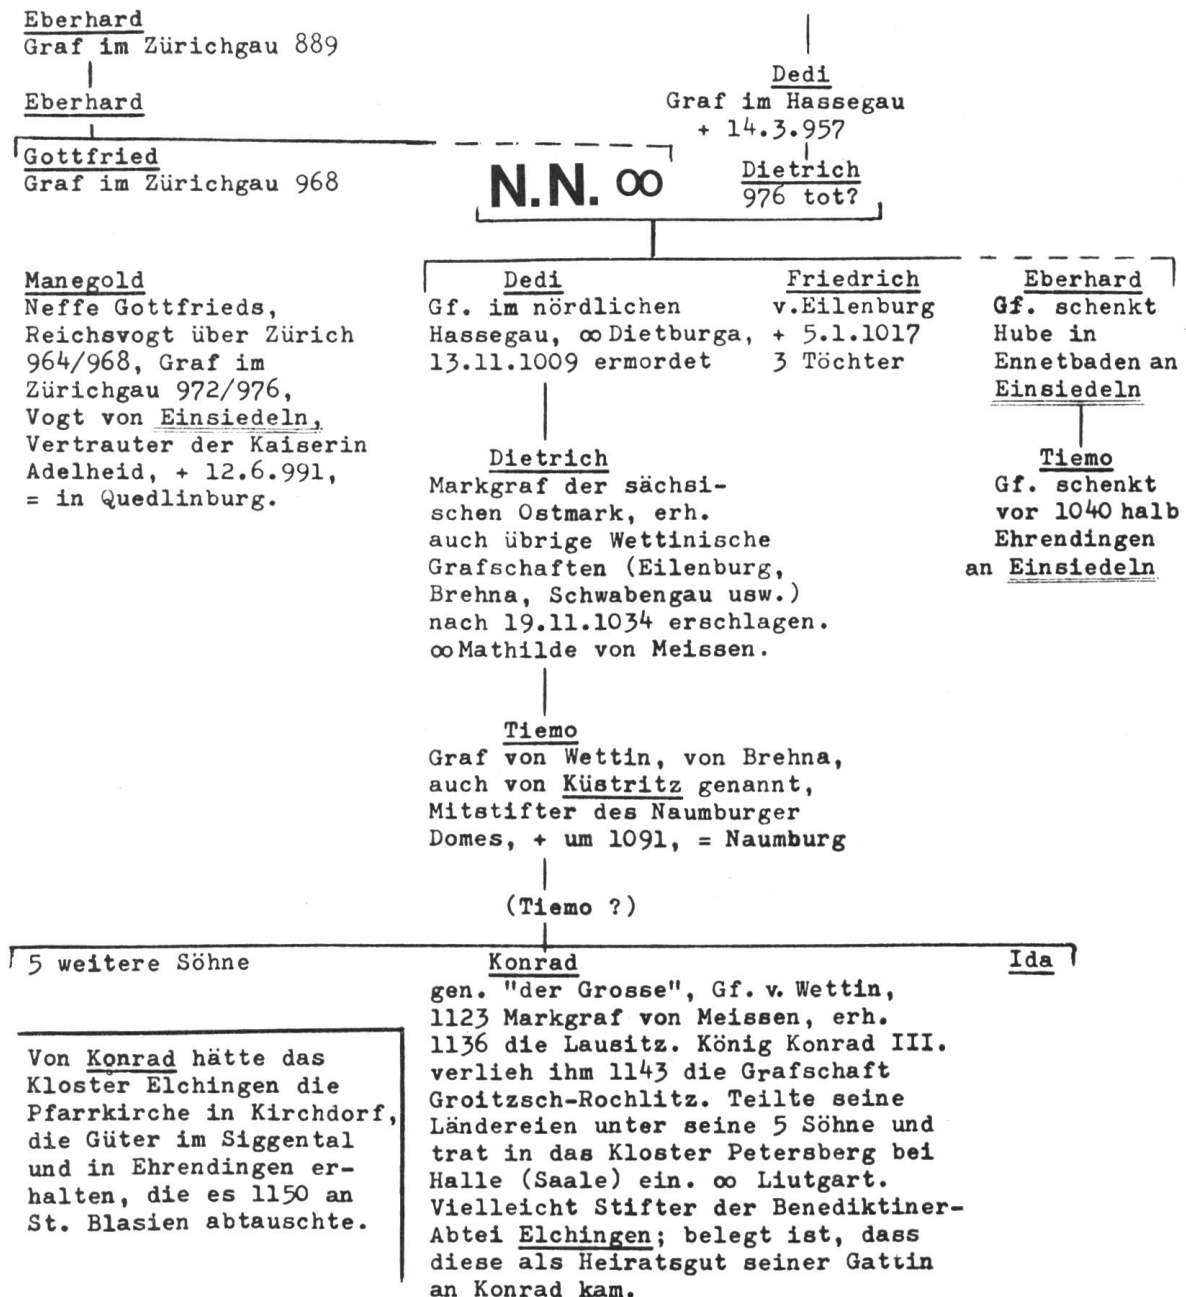 Eberhard
Graf im Zürichgau 889
Eberhard
Gottfried
Graf im Zürichgau 968
Dedi
Graf im Hassegau
+ 14.3.957
N.N. ∞
Dietrich
976 tot?
Manegold
Neffe Gottfrieds,
Reichsvogt über Zürich
964/968, Graf im
Zürichgau 972/976,
Vogt von Einsiedeln,
Vertrauter der Kaiserin
Adelheid, + 12.6.991,
= in Quedlinburg.
Dedi
Gf. im nördlichen
Hassegau, ∞ Dietburga,
13.11.1009 ermordet
Friedrich
v.Eilenburg
+ 5.1.1017
3 Töchter
Eberhard
Gf. schenkt
Hube in
Ennetbaden an
Einsiedeln
Dietrich
Markgraf der sächsi-
schen Ostmark, erh.
auch übrige Wettinische
Grafschaften (Eilenburg,
Brehna, Schwabengau usw.)
nach 19.11.1034 erschlagen.
∞ Mathilde von Meissen.
Tiemo
Gf. schenkt
vor 1040 halb
Ehrendingen
an Einsiedeln
Tiemo
Graf von Wettin, von Brehna,
auch von Küstritz genannt,
Mitstifter des Naumburger
Domes, + um 1091, = Naumburg
(Tiemo ?)
5 weitere Söhne
Konrad
gen. "der Grosse", Gf. v. Wettin,
1123 Markgraf von Meissen, erh.
1136 die Lausitz. König Konrad III.
verlieh ihm 1143 die Grafschaft
Groitzsch-Rochlitz. Teilte seine
Ländereien unter seine 5 Söhne und
trat in das Kloster Petersberg bei
Halle (Saale) ein. ∞ Liutgart.
Vielleicht Stifter der Benediktiner-
Abtei Elchingen; belegt ist, dass
diese als Heiratsgut seiner Gattin
an Konrad kam.
Ida
Von Konrad hätte das
Kloster Elchingen die
Pfarrkirche in Kirchdorf,
die Güter im Siggental
und in Ehrendingen er-
halten, die es 1150 an
St. Blasien abtauschte.